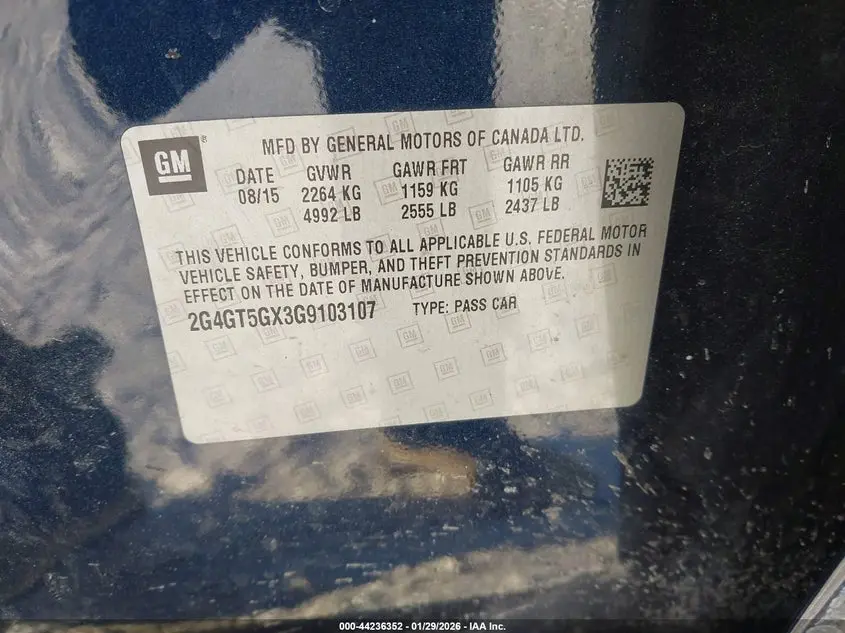 GM
MFD BY GENERAL MOTORS OF CANADA LTD.
DATE GVWR GAWR FRT GAWR RR
08/15 2264 KG 1159 KG 1105 KG
4992 LB 2555 LB 2437 LB
THIS VEHICLE CONFORMS TO ALL APPLICABLE U.S. FEDERAL MOTOR
VEHICLE SAFETY, BUMPER, AND THEFT PREVENTION STANDARDS IN
EFFECT ON THE DATE OF MANUFACTURE SHOWN ABOVE.
2G4GT5GX3G9103107 TYPE: PASS CAR
000-44236352 - 01/29/2026 - IAA Inc.